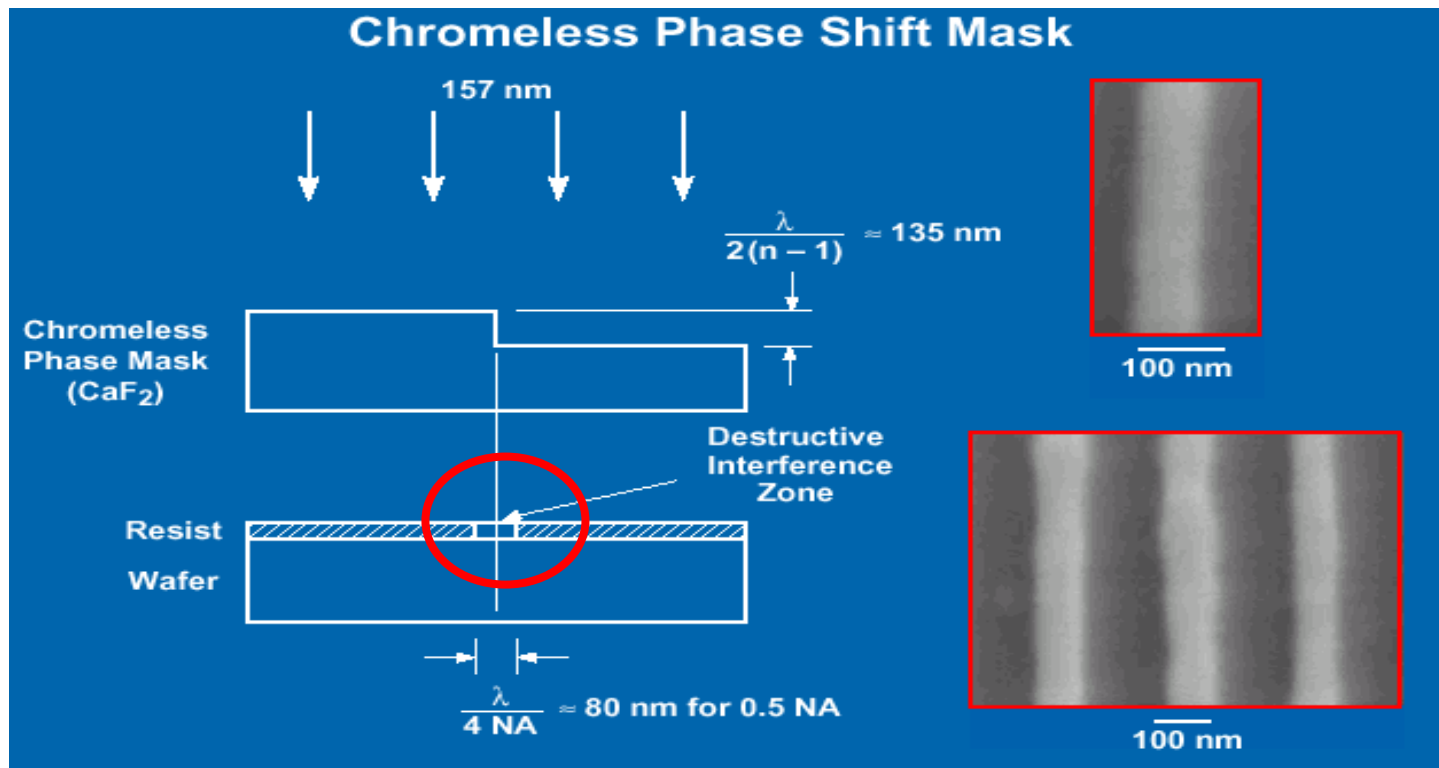 Chromeless Phase Shift Mask
157 nm
λ
2(n – 1)
≈ 135 nm
Chromeless
Phase Mask
(CaF₂)
100 nm
Destructive
Interference
Zone
Resist
Wafer
λ
4 NA
≈ 80 nm for 0.5 NA
100 nm